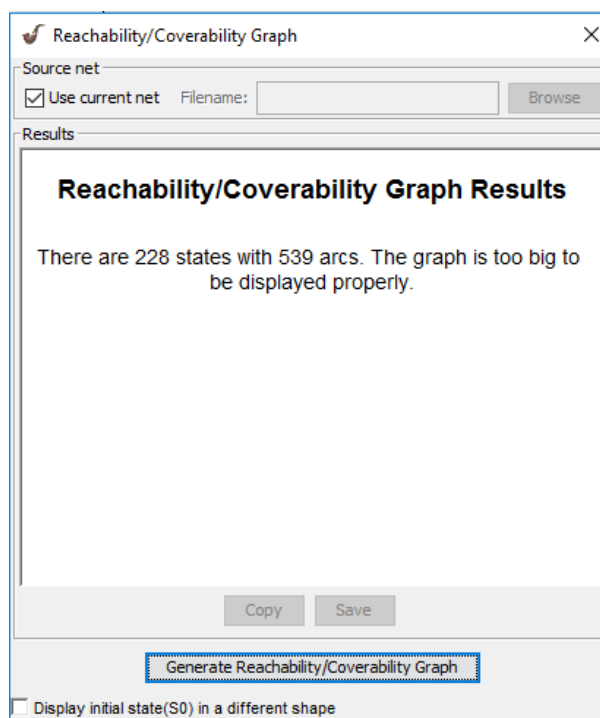 Reachability/Coverability Graph
Source net
Use current net Filename: Browse
Results
Reachability/Coverability Graph Results
There are 228 states with 539 arcs. The graph is too big to
be displayed properly.
Copy Save
Generate Reachability/Coverability Graph
Display initial state(S0) in a different shape